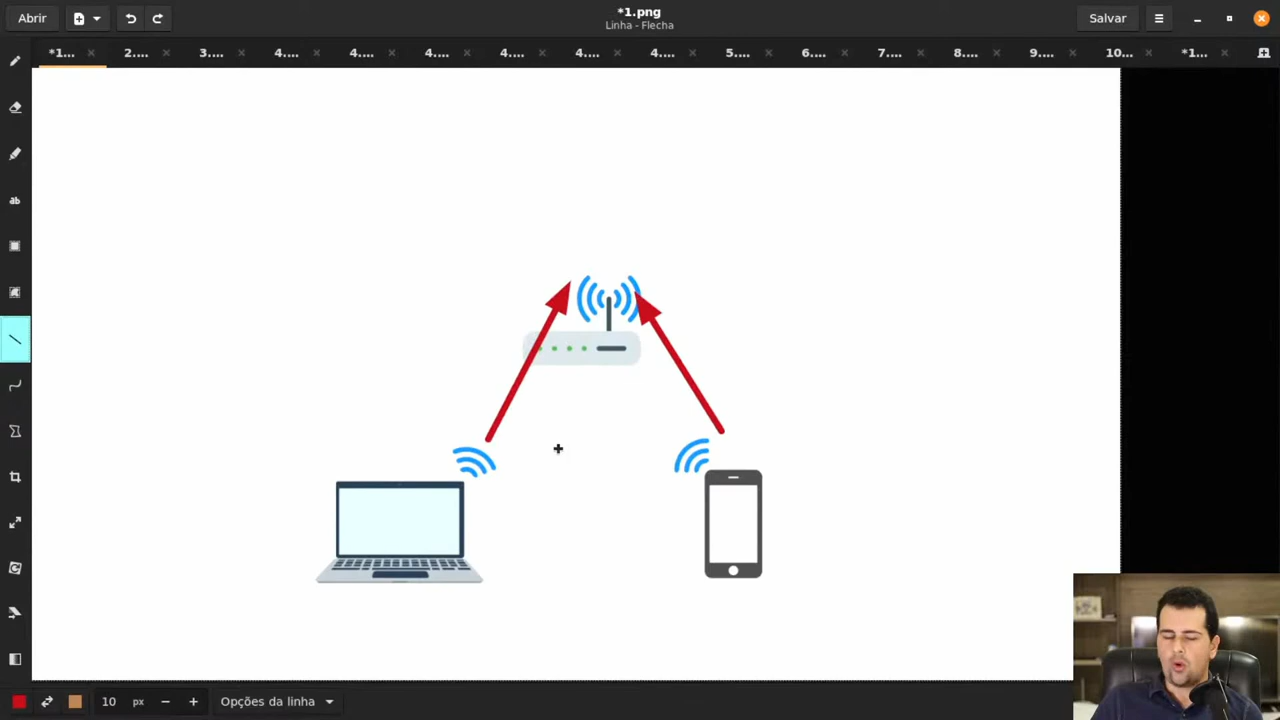 Abrir
*1.png
Linha - Flecha
Salvar
*1... 2.... 3.... 4.... 4.... 4.... 4.... 4.... 4.... 5.... 6.... 7.... 8.... 9.... 10... *1...
ab
10 px
Opções da linha